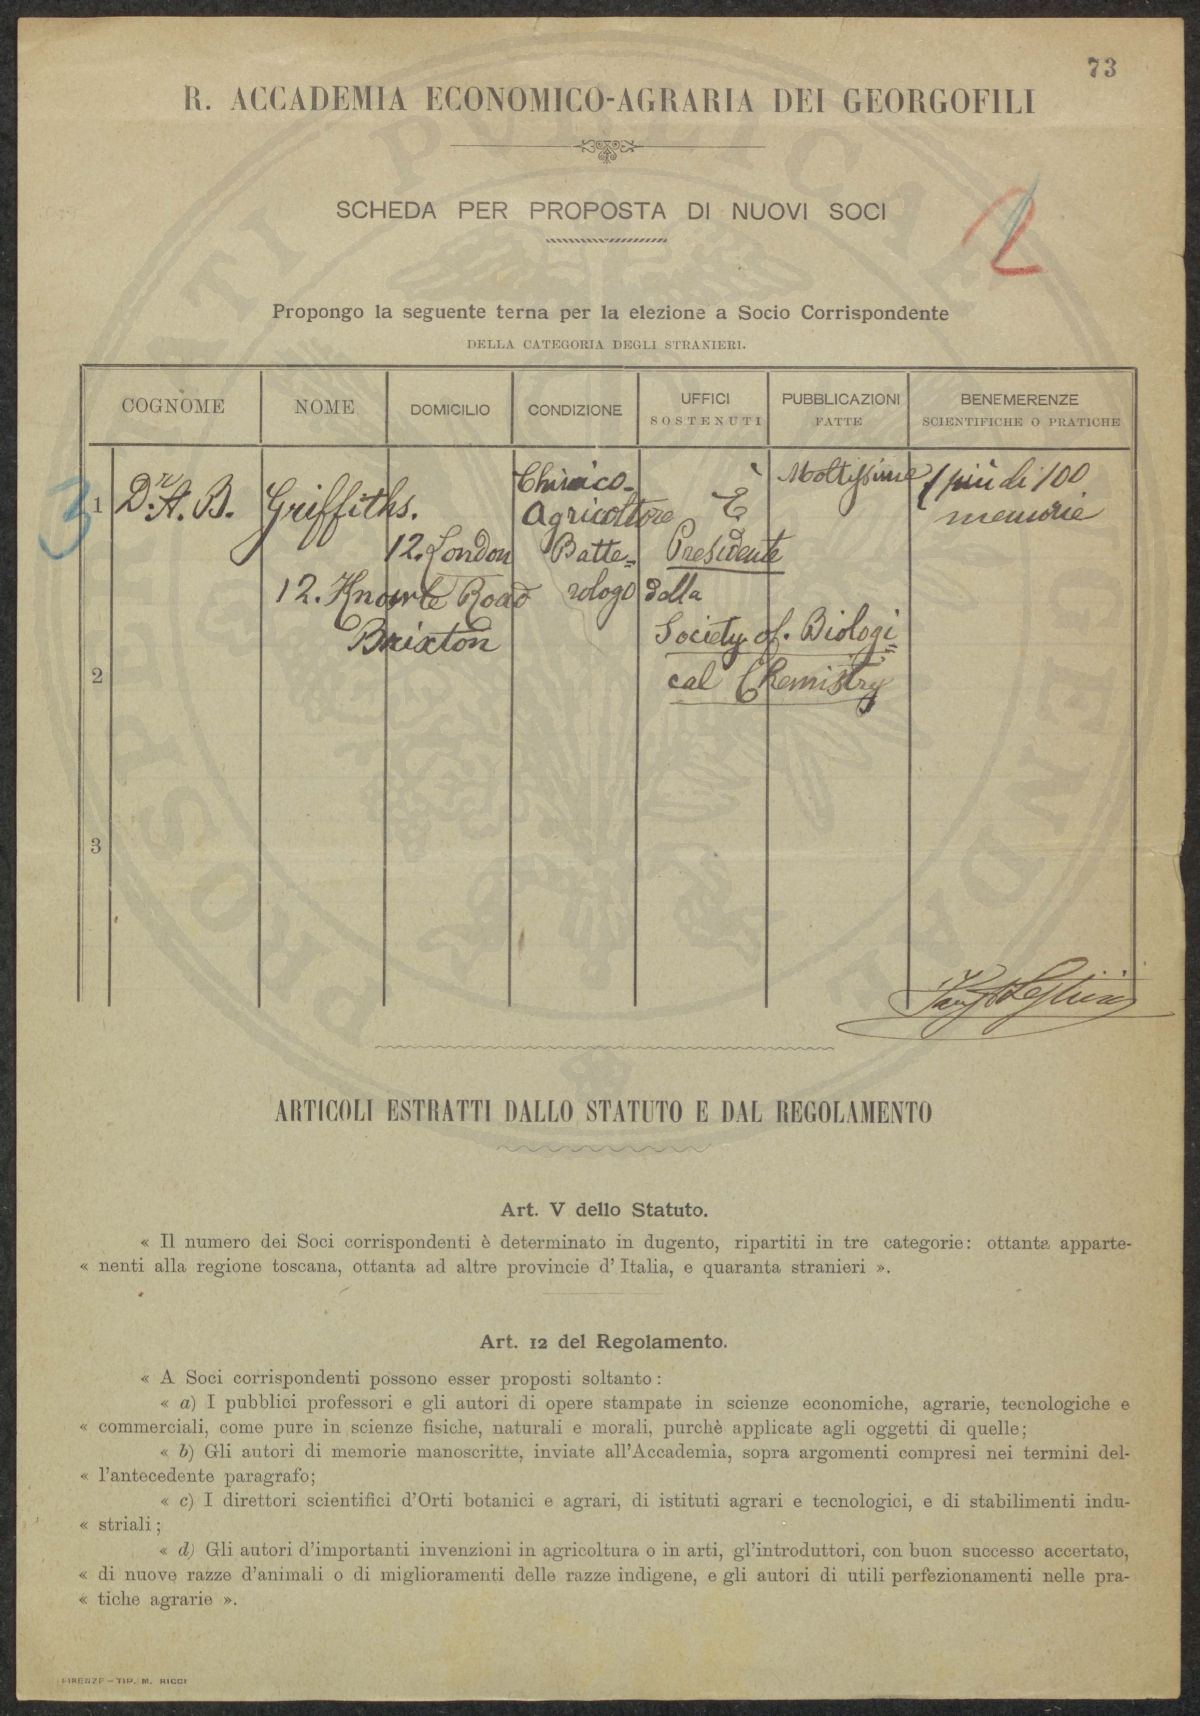 73
R. ACCADEMIA ECONOMICO-AGRARIA DEI GEORGOFILI
SCHEDA PER PROPOSTA DI NUOVI SOCI
2
Propongo la seguente terna per la elezione a Socio Corrispondente
DELLA CATEGORIA DEGLI STRANIERI.
COGNOME NOME DOMICILIO CONDIZIONE UFFICI SOSTENUTI PUBBLICAZIONI FATTE BENEMERENZE SCIENTIFICHE O PRATICHE
3
1 Dr. A. B. Griffiths. Chimico- È Moltissime (più di 100
Agricoltore memorie
12. London Batte= Presidente
12. Knowle Road rologo della
Brixton Society of. Biologi=
2 cal Chemistry
3
ARTICOLI ESTRATTI DALLO STATUTO E DAL REGOLAMENTO
Art. V dello Statuto.
« Il numero dei Soci corrispondenti è determinato in dugento, ripartiti in tre categorie: ottanta apparte-
« nenti alla regione toscana, ottanta ad altre provincie d'Italia, e quaranta stranieri ».
Art. 12 del Regolamento.
« A Soci corrispondenti possono esser proposti soltanto:
« a) I pubblici professori e gli autori di opere stampate in scienze economiche, agrarie, tecnologiche e
« commerciali, come pure in scienze fisiche, naturali e morali, purchè applicate agli oggetti di quelle;
« b) Gli autori di memorie manoscritte, inviate all'Accademia, sopra argomenti compresi nei termini del-
« l'antecedente paragrafo;
« c) I direttori scientifici d'Orti botanici e agrari, di istituti agrari e tecnologici, e di stabilimenti indu-
« striali;
« d) Gli autori d'importanti invenzioni in agricoltura o in arti, gl'introduttori, con buon successo accertato,
« di nuove razze d'animali o di miglioramenti delle razze indigene, e gli autori di utili perfezionamenti nelle pra-
« tiche agrarie ».
FIRENZE - TIP. M. RICCI
PROSPERITATI PUBLICAE AUGENDAE